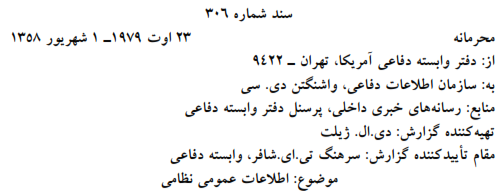 سند شماره ۳۰۶
محرمانه ۲۳ اوت ۱۹۷۹ـ ۱ شهریور ۱۳۵۸
از: دفتر وابسته دفاعی آمریکا، تهران ـ ۹۴۲۲
به: سازمان اطلاعات دفاعی، واشنگتن دی. سی
منابع: رسانه‌های خبری داخلی، پرسنل دفتر وابسته دفاعی
تهیه‌کننده گزارش: دی.ال. ژیلت
مقام تأییدکننده گزارش: سرهنگ تی.ای.شافر، وابسته دفاعی
موضوع: اطلاعات عمومی نظامی